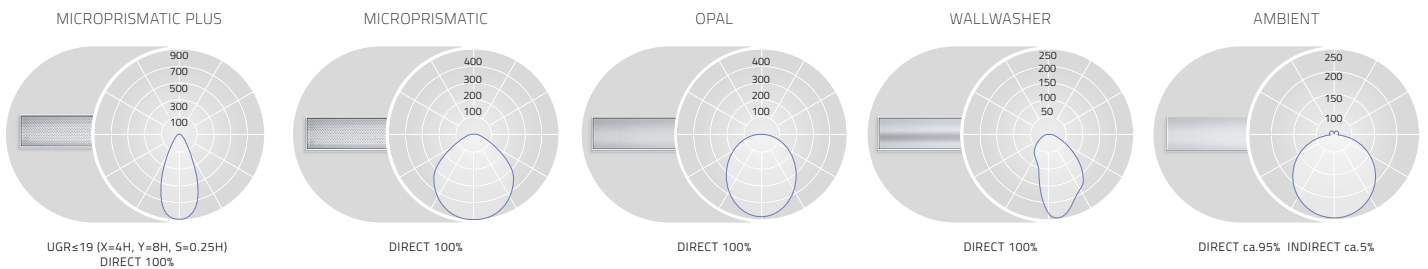 MICROPRISMATIC PLUS
900
700
500
300
100
UGR≤19 (X=4H, Y=8H, S=0.25H)
DIRECT 100%
MICROPRISMATIC
400
300
200
100
DIRECT 100%
OPAL
400
300
200
100
DIRECT 100%
WALLWASHER
250
200
150
100
50
DIRECT 100%
AMBIENT
250
200
150
100
DIRECT ca.95% INDIRECT ca.5%